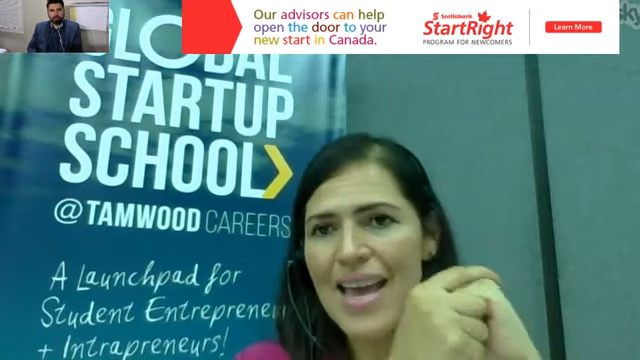 Our advisors can help
open the door to your
new start in Canada.
Scotiabank
StartRight
PROGRAM FOR NEWCOMERS
Learn More
GLOBAL
STARTUP
SCHOOL
@TAMWOOD CAREERS
A Launchpad for
Student Entrepreneu
+ Intrapreneurs!